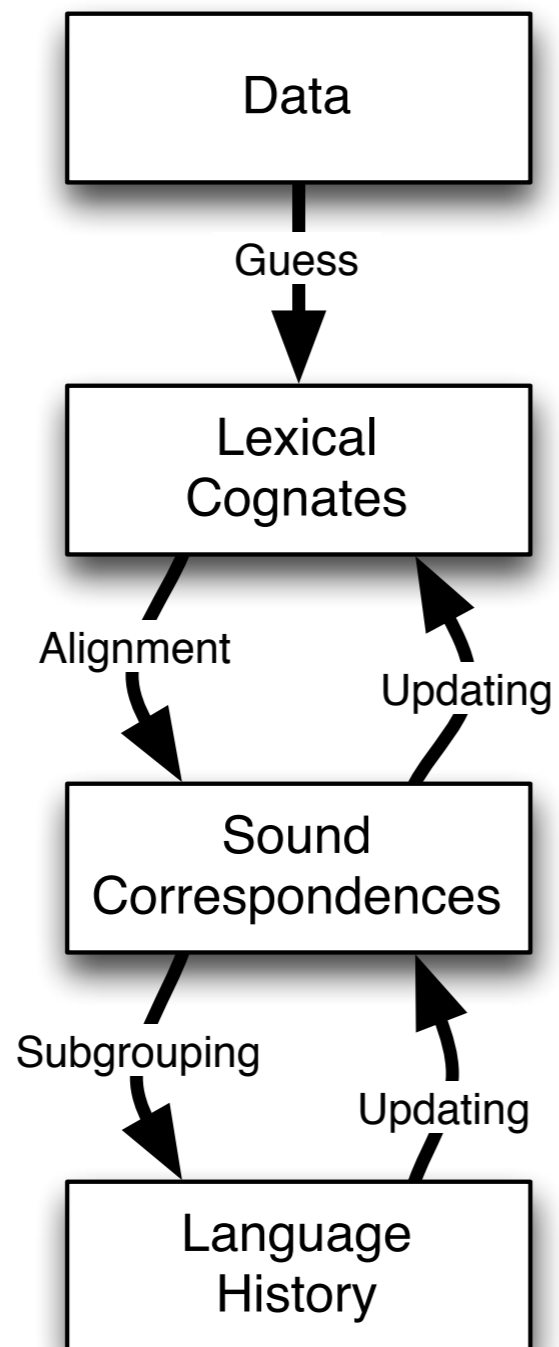 Data
Guess
Lexical
Cognates
Alignment
Updating
Sound
Correspondences
Subgrouping
Updating
Language
History